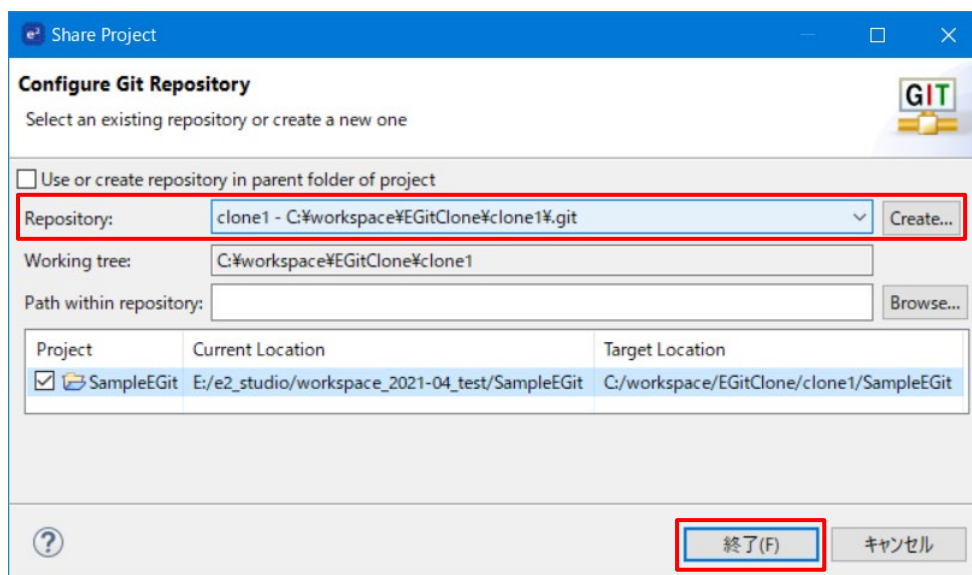 e² Share Project
Configure Git Repository
Select an existing repository or create a new one
GIT
Use or create repository in parent folder of project
Repository: clone1 - C:¥workspace¥EGitClone¥clone1¥.git Create...
Working tree: C:¥workspace¥EGitClone¥clone1
Path within repository: Browse...
Project Current Location Target Location
SampleEGit E:/e2_studio/workspace_2021-04_test/SampleEGit C:/workspace/EGitClone/clone1/SampleEGit
? 終了(F) キャンセル